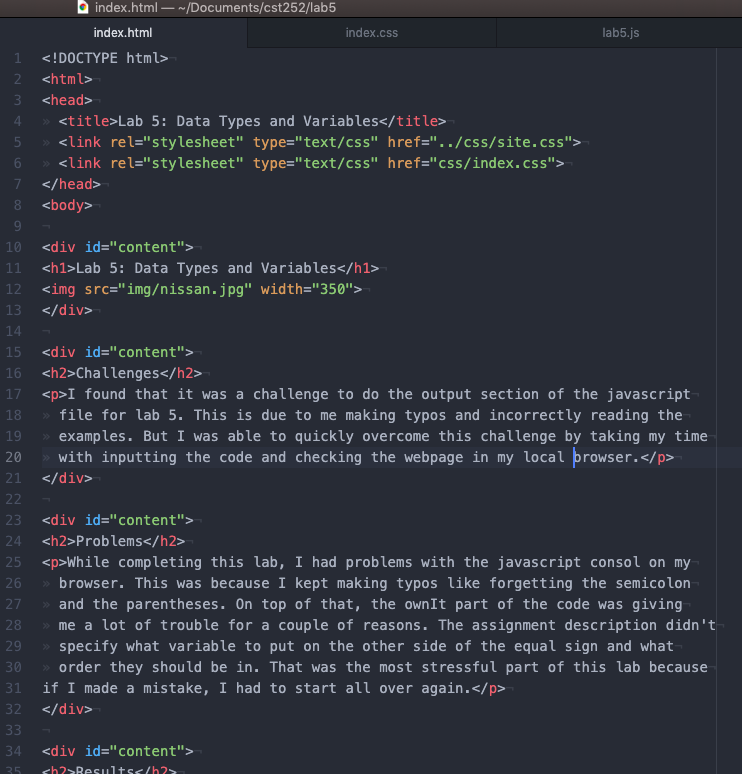 index.html — ~/Documents/cst252/lab5
index.html index.css lab5.js
1 <!DOCTYPE html>¬
2 <html>¬
3 <head>¬
4 » <title>Lab 5: Data Types and Variables</title>¬
5 » <link rel="stylesheet" type="text/css" href="../css/site.css">¬
6 » <link rel="stylesheet" type="text/css" href="css/index.css">¬
7 </head>¬
8 <body>¬
9 ¬
10 <div id="content">¬
11 <h1>Lab 5: Data Types and Variables</h1>¬
12 <img src="img/nissan.jpg" width="350">¬
13 </div>¬
14 ¬
15 <div id="content">¬
16 <h2>Challenges</h2>¬
17 <p>I found that it was a challenge to do the output section of the javascript¬
18 » file for lab 5. This is due to me making typos and incorrectly reading the¬
19 » examples. But I was able to quickly overcome this challenge by taking my time¬
20 » with inputting the code and checking the webpage in my local browser.</p>¬
21 </div>¬
22 ¬
23 <div id="content">¬
24 <h2>Problems</h2>¬
25 <p>While completing this lab, I had problems with the javascript consol on my¬
26 » browser. This was because I kept making typos like forgetting the semicolon¬
27 » and the parentheses. On top of that, the ownIt part of the code was giving¬
28 » me a lot of trouble for a couple of reasons. The assignment description didn't¬
29 » specify what variable to put on the other side of the equal sign and what¬
30 » order they should be in. That was the most stressful part of this lab because¬
31 if I made a mistake, I had to start all over again.</p>¬
32 </div>¬
33 ¬
34 <div id="content">¬
35 <h2>Results</h2>¬